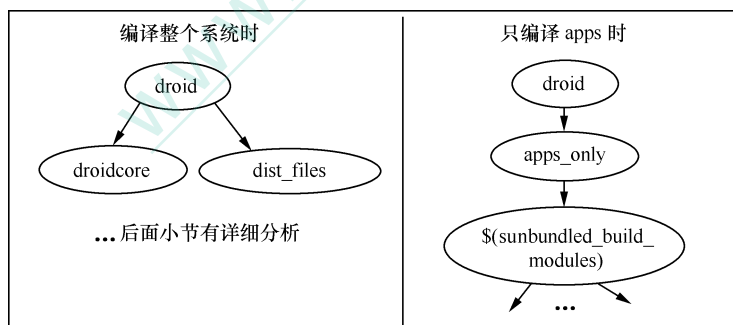 编译整个系统时
droid
droidcore
dist_files
...后面小节有详细分析
只编译 apps 时
droid
apps_only
$(sunbundled_build_
modules)
...